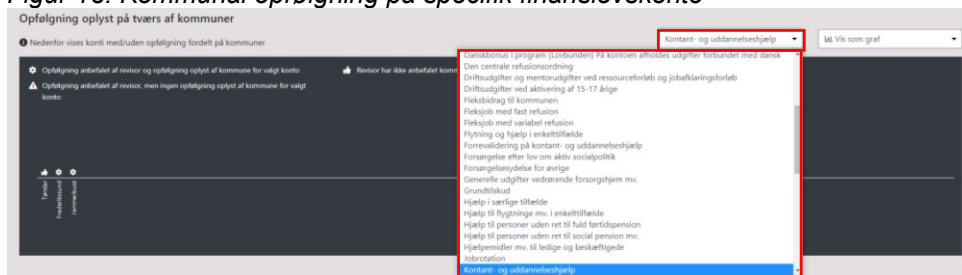 Figur 10. Kommunal opfølgning på specifik finanslovskonto
Opfølgning oplyst på tværs af kommuner
Nedenfor vises konti med/uden opfølgning fordelt på kommuner
Kontant- og uddannelseshjælp
Vis som graf
Opfølgning anbefalet af revisor og opfølgning oplyst af kommune for valgt konto
Revisor har ikke anbefalet komm
Opfølgning anbefalet af revisor, men ingen opfølgning oplyst af kommune for valgt
konto
Tønder
Frederikssund
Jammerbugt
Danskbonus i program (Lovbunden) På kontoen afholdes udgifter forbundet med dansk
Den centrale refusionsordning
Driftsudgifter og mentorudgifter ved ressourceforløb og jobafklaringsforløb
Driftsudgifter ved aktivering af 15-17 årige
Fleksbidrag til kommunen
Fleksjob med fast refusion
Fleksjob med variabel refusion
Flytning og hjælp i enkelttilfælde
Forrevalidering på kontant- og uddannelseshjælp
Forsørgelse efter lov om aktiv socialpolitik
Forsørgelsesydelse for øvrige
Generelle udgifter vedrørende forsorgshjem mv.
Grundtilskud
Hjælp i særlige tilfælde
Hjælp til flygtninge mv. i enkelttilfælde
Hjælp til personer uden ret til fuld førtidspension
Hjælp til personer uden ret til social pension mv.
Hjælpemidler mv. til ledige og beskæftigede
Jobrotation
Kontant- og uddannelseshjælp